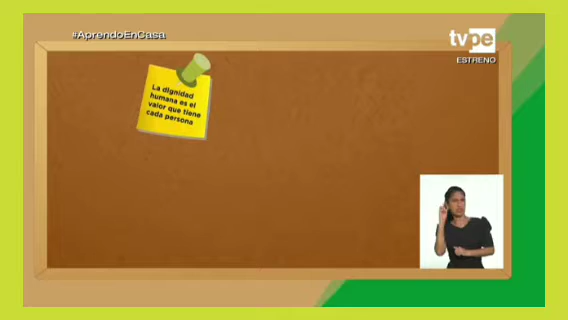 #AprendoEnCasa
tvpe
ESTRENO
La dignidad
humana es el
valor que tiene
cada persona